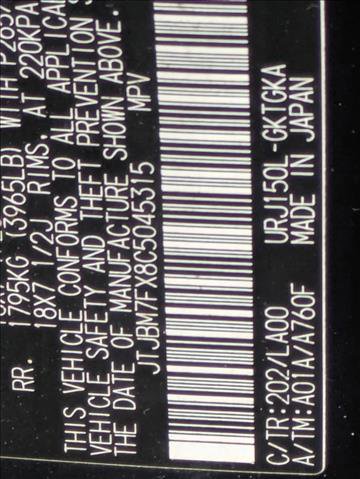 RR. 1795KG (3965LB) WITH P265/
18X7 1/2J RIMS, AT 220KPA
THIS VEHICLE CONFORMS TO ALL APPLICA
VEHICLE SAFETY AND THEFT PREVENTION S
THE DATE OF MANUFACTURE SHOWN ABOVE.
JTJBM7FX8C5045315 MPV
C/TR:202/LA00 URJ150L-GKTGKA
A/TM:A01A/A760F MADE IN JAPAN